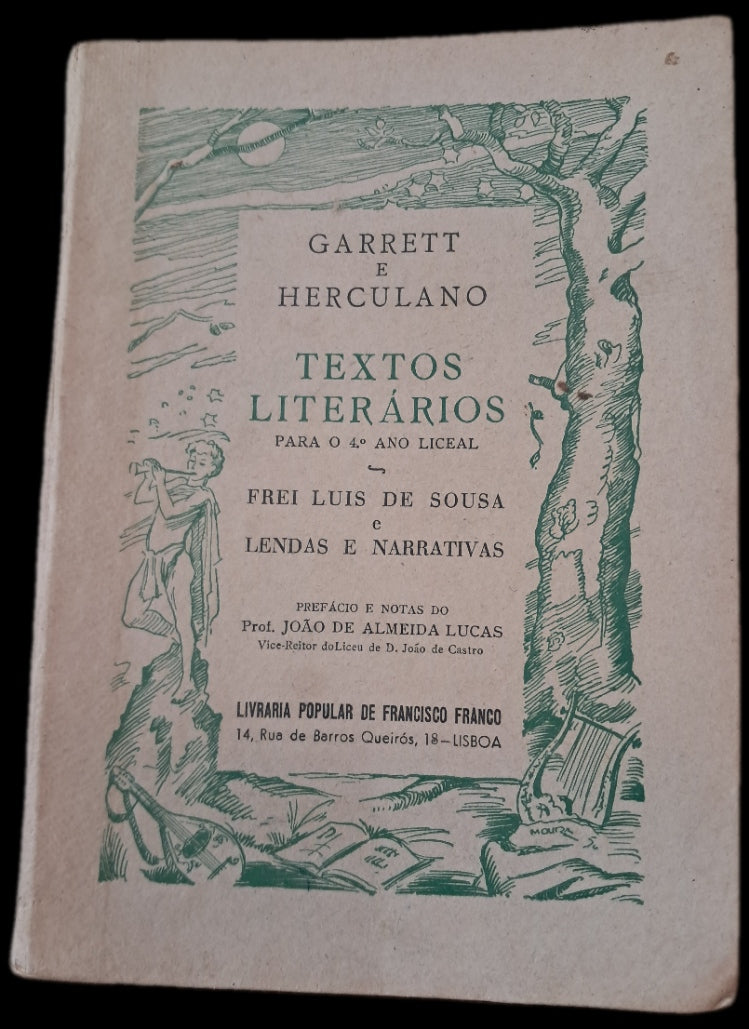 GARRETT
E
HERCULANO
TEXTOS
LITERÁRIOS
PARA O 4.º ANO LICEAL
FREI LUIS DE SOUSA
e
LENDAS E NARRATIVAS
PREFÁCIO E NOTAS DO
Prof. JOÃO DE ALMEIDA LUCAS
Vice-Reitor do Liceu de D. João de Castro
LIVRARIA POPULAR DE FRANCISCO FRANCO
14, Rua de Barros Queirós, 18-LISBOA
MOURA